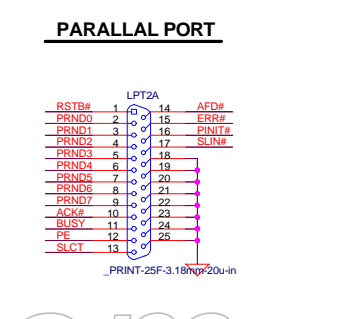 PARALLAL PORT
LPT2A
RSTB# 1 14 AFD#
PRND0 2 15 ERR#
PRND1 3 16 PINIT#
PRND2 4 17 SLIN#
PRND3 5 18
PRND4 6 19
PRND5 7 20
PRND6 8 21
PRND7 9 22
ACK# 10 23
BUSY 11 24
PE 12 25
SLCT 13
_PRINT-25F-3.18mm-20u-in